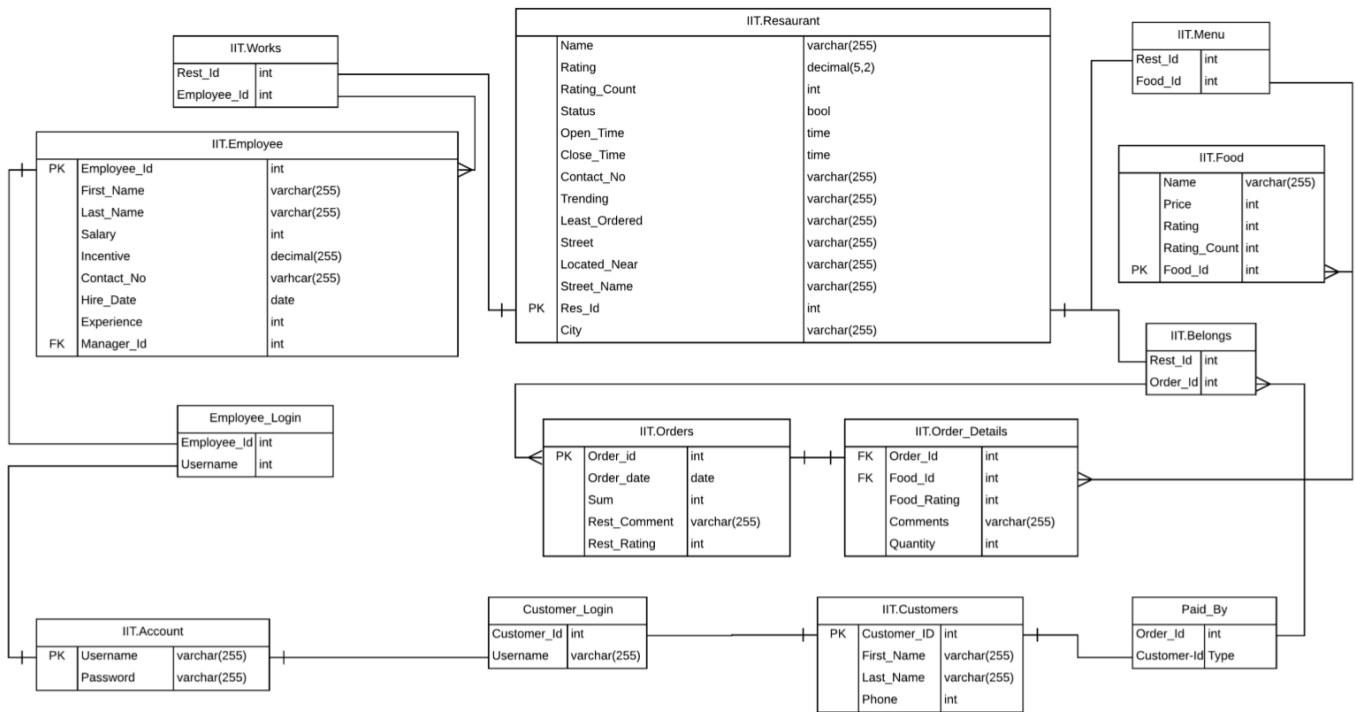 IIT.Works
Rest_Id int
Employee_Id int
IIT.Employee
PK Employee_Id int
First_Name varchar(255)
Last_Name varchar(255)
Salary int
Incentive decimal(255)
Contact_No varhcar(255)
Hire_Date date
Experience int
FK Manager_Id int
IIT.Resaurant
Name varchar(255)
Rating decimal(5,2)
Rating_Count int
Status bool
Open_Time time
Close_Time time
Contact_No varchar(255)
Trending varchar(255)
Least_Ordered varchar(255)
Street varchar(255)
Located_Near varchar(255)
Street_Name varchar(255)
PK Res_Id int
City varchar(255)
IIT.Menu
Rest_Id int
Food_Id int
IIT.Food
Name varchar(255)
Price int
Rating int
Rating_Count int
PK Food_Id int
IIT.Belongs
Rest_Id int
Order_Id int
Employee_Login
Employee_Id int
Username int
IIT.Orders
PK Order_id int
Order_date date
Sum int
Rest_Comment varchar(255)
Rest_Rating int
IIT.Order_Details
FK Order_Id int
FK Food_Id int
Food_Rating int
Comments varchar(255)
Quantity int
IIT.Account
PK Username varchar(255)
Password varchar(255)
Customer_Login
Customer_Id int
Username varchar(255)
IIT.Customers
PK Customer_ID int
First_Name varchar(255)
Last_Name varchar(255)
Phone int
Paid_By
Order_Id int
Customer-Id Type